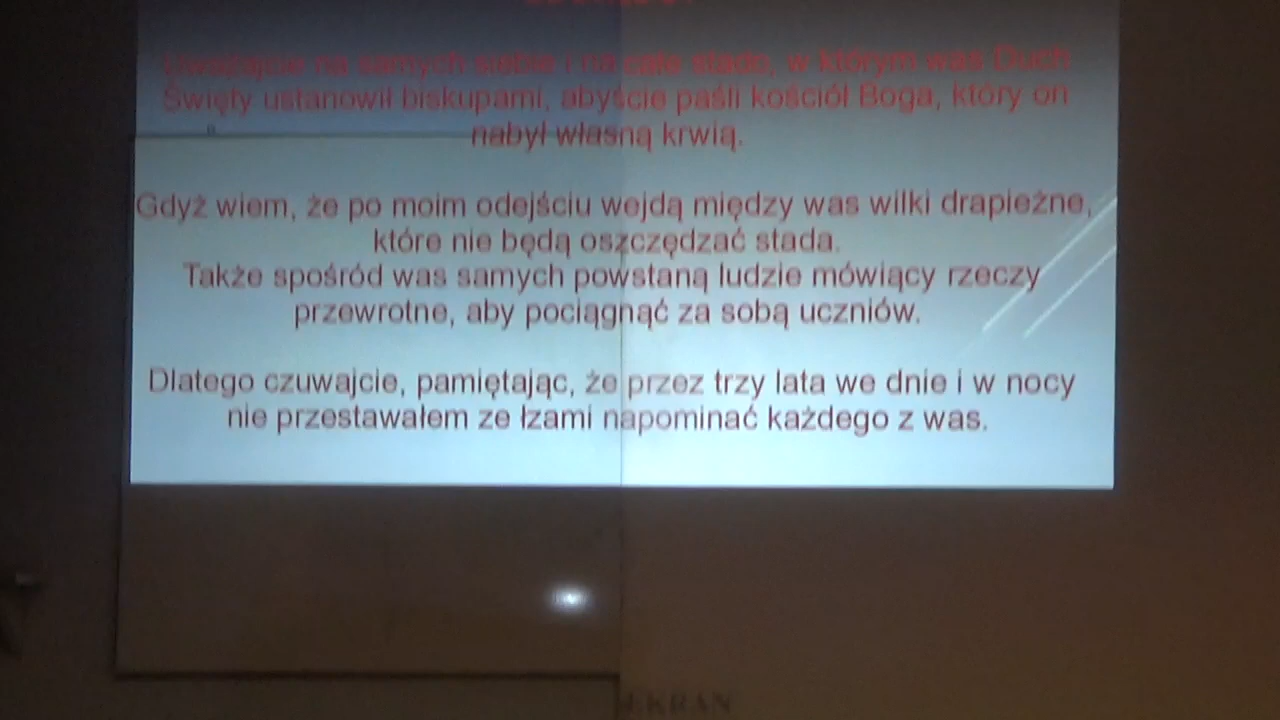 Uważajcie na samych siebie i na całe stado, w którym was Duch
Święty ustanowił biskupami, abyście paśli kościół Boga, który on
nabył własną krwią.
Gdyż wiem, że po moim odejściu wejdą między was wilki drapieżne,
które nie będą oszczędzać stada.
Także spośród was samych powstaną ludzie mówiący rzeczy
przewrotne, aby pociągnąć za sobą uczniów.
Dlatego czuwajcie, pamiętając, że przez trzy lata we dnie i w nocy
nie przestawałem ze łzami napominać każdego z was.
EKRAN